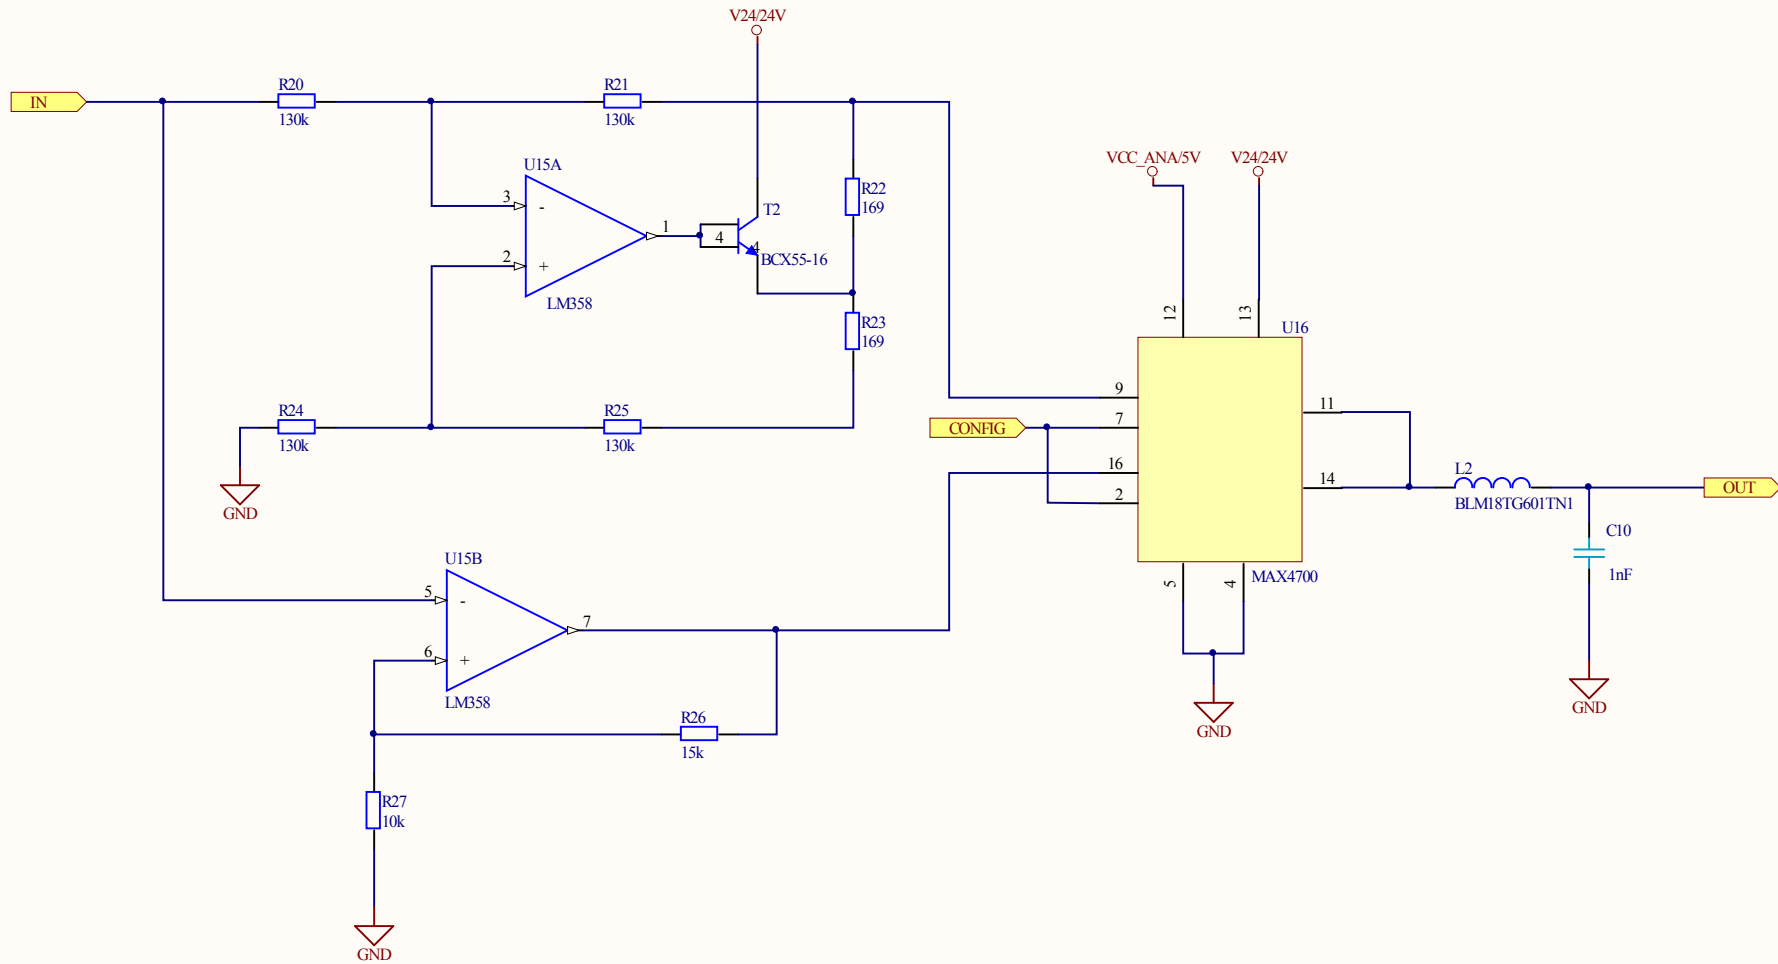 V24/24V
IN
R20
130k
R21
130k
U15A
3
-
2
+
1
LM358
4
4
T2
BCX55-16
R22
169
R23
169
R24
130k
R25
130k
GND
VCC_ANA/5V
V24/24V
12
13
U16
9
7
16
2
CONFIG
11
14
5
4
MAX4700
GND
L2
BLM18TG601TN1
OUT
C10
1nF
GND
U15B
5
-
6
+
7
LM358
R26
15k
R27
10k
GND